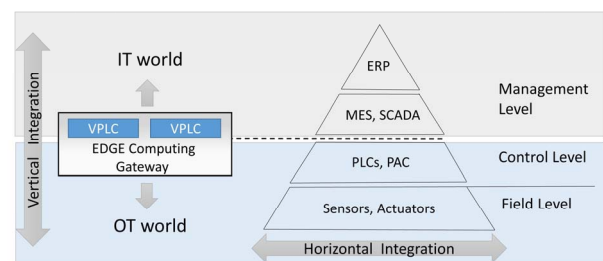 Vertical Integration
IT world
VPLC
VPLC
EDGE Computing
Gateway
OT world
ERP
MES, SCADA
PLCs, PAC
Sensors, Actuators
Management
Level
Control Level
Field Level
Horizontal Integration